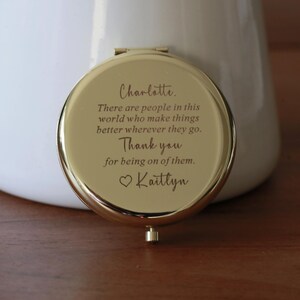 Charlotte.
There are people in this
world who make things
better wherever they go.
Thank you
for being on of them.
♡ Kaitlyn